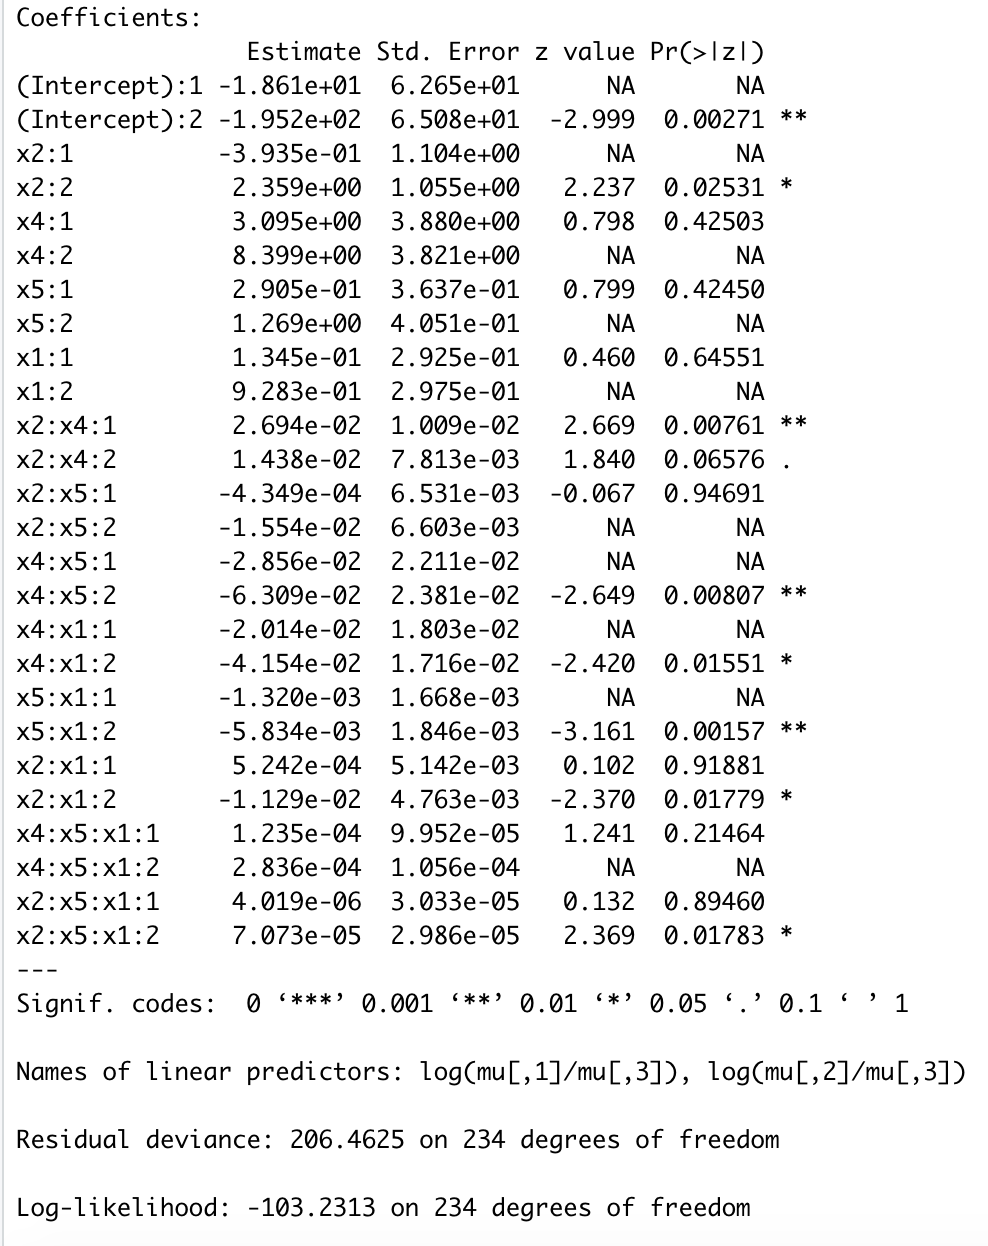 Coefficients:
Estimate Std. Error z value Pr(>|z|)
(Intercept):1 -1.861e+01 6.265e+01 NA NA
(Intercept):2 -1.952e+02 6.508e+01 -2.999 0.00271 **
x2:1 -3.935e-01 1.104e+00 NA NA
x2:2 2.359e+00 1.055e+00 2.237 0.02531 *
x4:1 3.095e+00 3.880e+00 0.798 0.42503
x4:2 8.399e+00 3.821e+00 NA NA
x5:1 2.905e-01 3.637e-01 0.799 0.42450
x5:2 1.269e+00 4.051e-01 NA NA
x1:1 1.345e-01 2.925e-01 0.460 0.64551
x1:2 9.283e-01 2.975e-01 NA NA
x2:x4:1 2.694e-02 1.009e-02 2.669 0.00761 **
x2:x4:2 1.438e-02 7.813e-03 1.840 0.06576 .
x2:x5:1 -4.349e-04 6.531e-03 -0.067 0.94691
x2:x5:2 -1.554e-02 6.603e-03 NA NA
x4:x5:1 -2.856e-02 2.211e-02 NA NA
x4:x5:2 -6.309e-02 2.381e-02 -2.649 0.00807 **
x4:x1:1 -2.014e-02 1.803e-02 NA NA
x4:x1:2 -4.154e-02 1.716e-02 -2.420 0.01551 *
x5:x1:1 -1.320e-03 1.668e-03 NA NA
x5:x1:2 -5.834e-03 1.846e-03 -3.161 0.00157 **
x2:x1:1 5.242e-04 5.142e-03 0.102 0.91881
x2:x1:2 -1.129e-02 4.763e-03 -2.370 0.01779 *
x4:x5:x1:1 1.235e-04 9.952e-05 1.241 0.21464
x4:x5:x1:2 2.836e-04 1.056e-04 NA NA
x2:x5:x1:1 4.019e-06 3.033e-05 0.132 0.89460
x2:x5:x1:2 7.073e-05 2.986e-05 2.369 0.01783 *
---
Signif. codes: 0 ‘***’ 0.001 ‘**’ 0.01 ‘*’ 0.05 ‘.’ 0.1 ‘ ’ 1
Names of linear predictors: log(mu[,1]/mu[,3]), log(mu[,2]/mu[,3])
Residual deviance: 206.4625 on 234 degrees of freedom
Log-likelihood: -103.2313 on 234 degrees of freedom